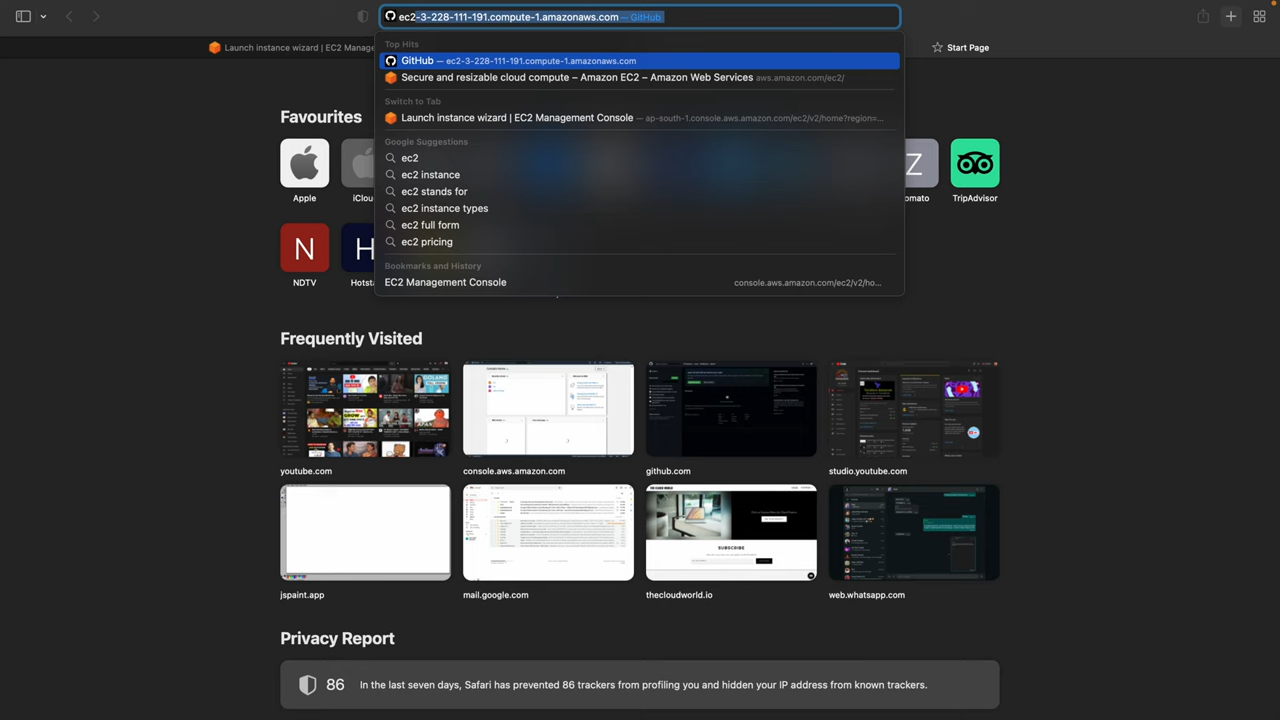 ec2-3-228-111-191.compute-1.amazonaws.com — GitHub
Launch instance wizard | EC2 Manage
Start Page
Top Hits
GitHub — ec2-3-228-111-191.compute-1.amazonaws.com
Secure and resizable cloud compute – Amazon EC2 – Amazon Web Services aws.amazon.com/ec2/
Switch to Tab
Launch instance wizard | EC2 Management Console — ap-south-1.console.aws.amazon.com/ec2/v2/home?region=...
Google Suggestions
ec2
ec2 instance
ec2 stands for
ec2 instance types
ec2 full form
ec2 pricing
Bookmarks and History
EC2 Management Console console.aws.amazon.com/ec2/v2/ho...
Favourites
Z
Apple
iClou
omato
TripAdvisor
N
H
NDTV
Hotst
Frequently Visited
youtube.com
console.aws.amazon.com
github.com
studio.youtube.com
SUBSCRIBE
jspaint.app
mail.google.com
thecloudworld.io
web.whatsapp.com
Privacy Report
86 In the last seven days, Safari has prevented 86 trackers from profiling you and hidden your IP address from known trackers.